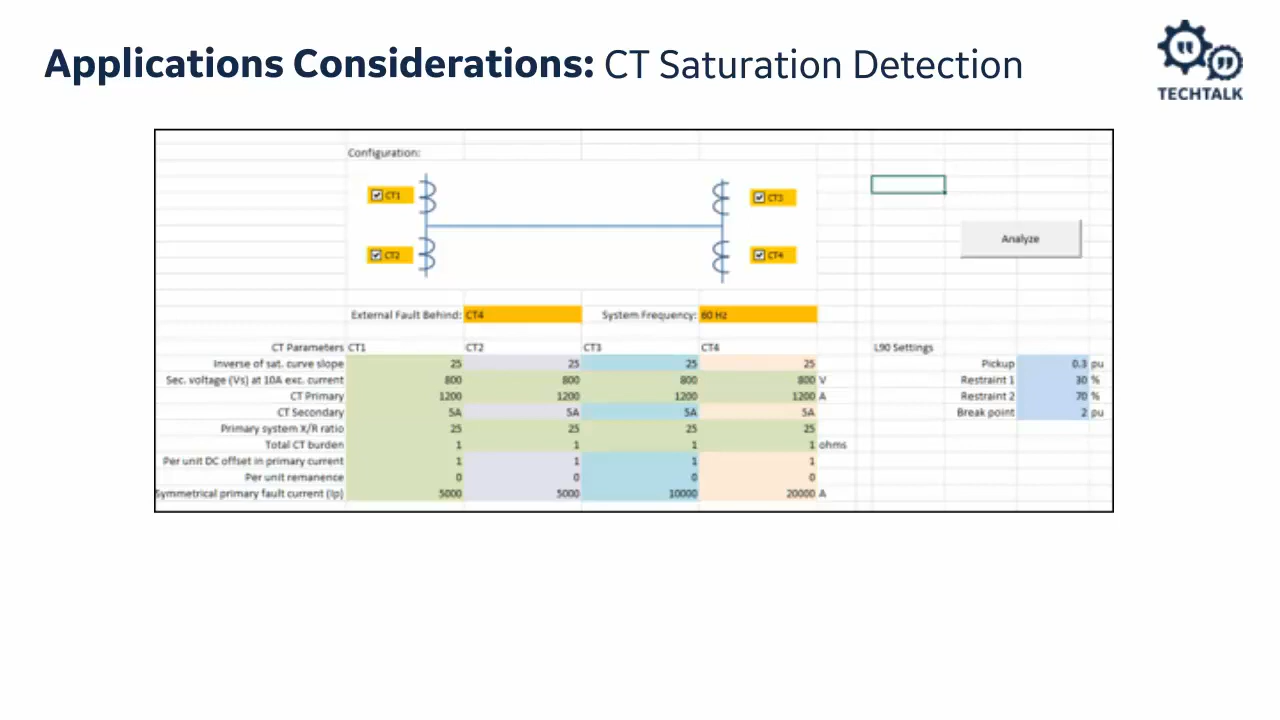 Applications Considerations: CT Saturation Detection
TECHTALK
Configuration:
CT1
CT3
Analyze
CT2
CT4
External Fault Behind: CT4 System Frequency: 60 Hz
CT Parameters CT1 CT2 CT3 CT4 L90 Settings
Inverse of sat. curve slope 25 25 25 25 Pickup 0.3 pu
Sec. voltage (Vs) at 10A exc. current 800 800 800 800 V Restraint 1 30 %
CT Primary 1200 1200 1200 1200 A Restraint 2 70 %
CT Secondary 5A 5A 5A 5A Break point 2 pu
Primary system X/R ratio 25 25 25 25
Total CT burden 1 1 1 1 ohms
Per unit DC offset in primary current 1 1 1 1
Per unit remanence 0 0 0 0
Symmetrical primary fault current (Ip) 5000 5000 10000 20000 A